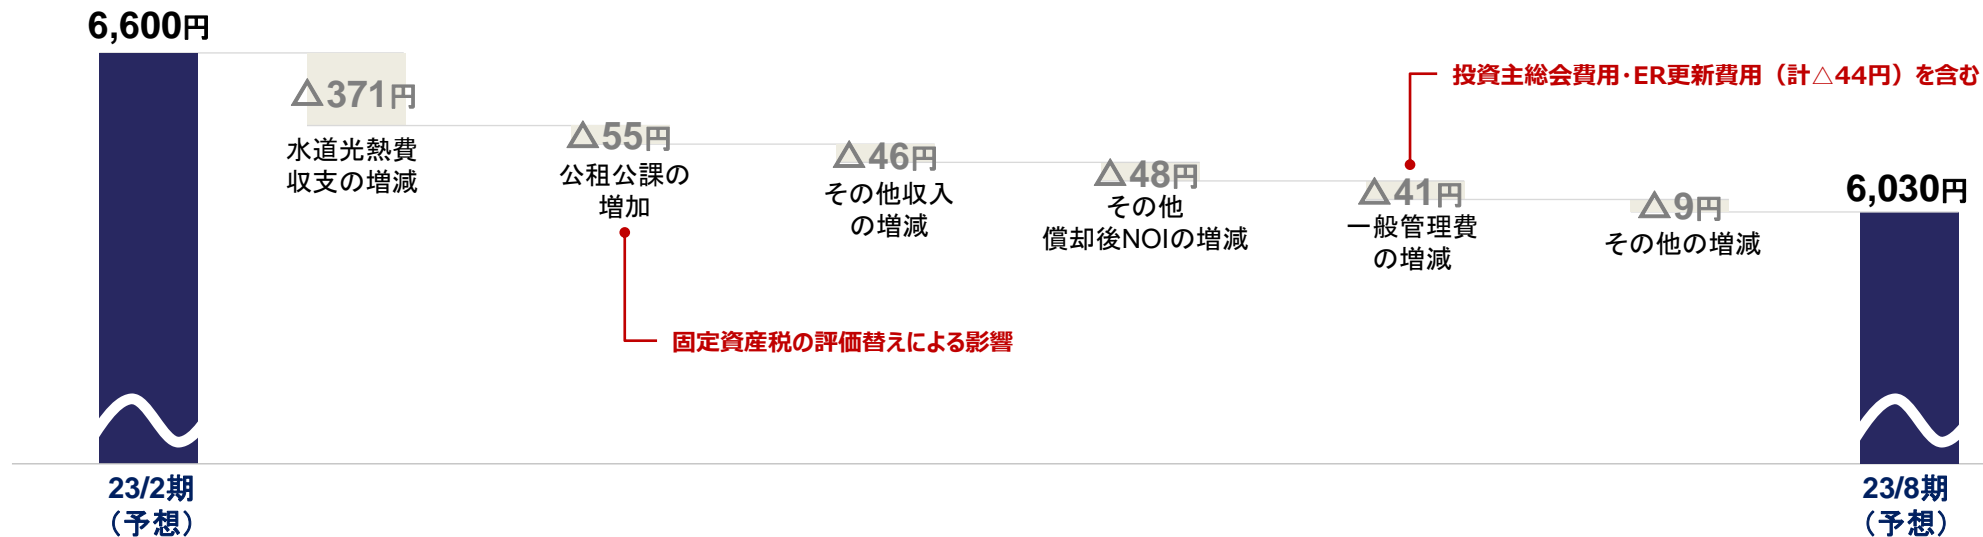 6,600円
△371円
水道光熱費
収支の増減
△55円
公租公課の
増加
固定資産税の評価替えによる影響
△46円
その他収入
の増減
△48円
その他
償却後NOIの増減
投資主総会費用・ER更新費用（計△44円）を含む
△41円
一般管理費
の増減
△9円
その他の増減
6,030円
23/2期
（予想）
23/8期
（予想）